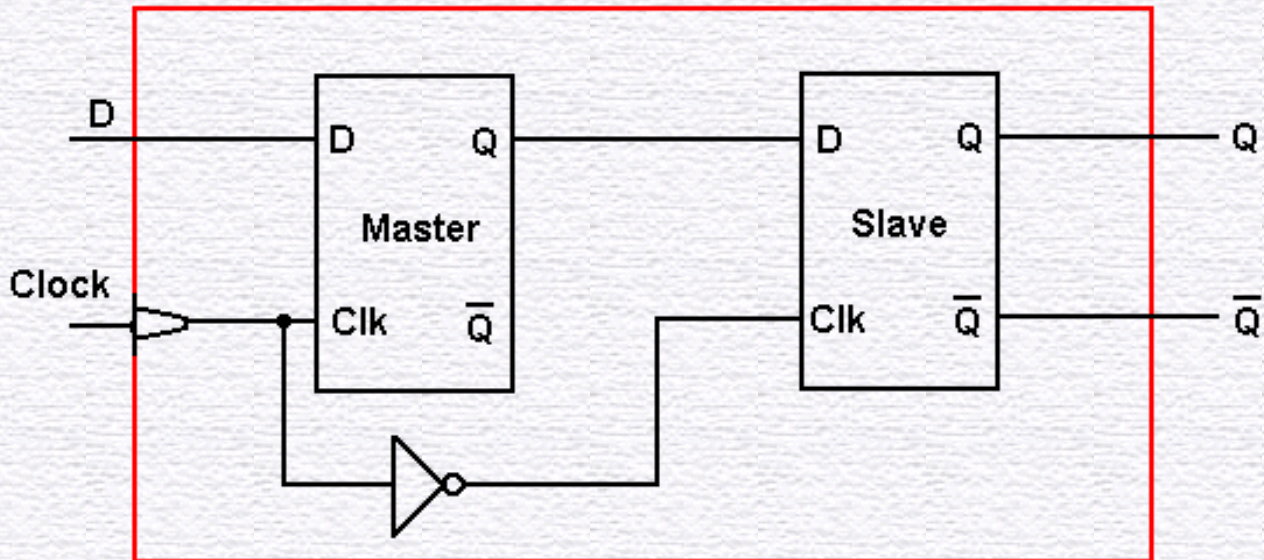 D
D Q
D Q
Q
Master
Slave
Clock
Clk Q̅
Clk Q̅
Q̅